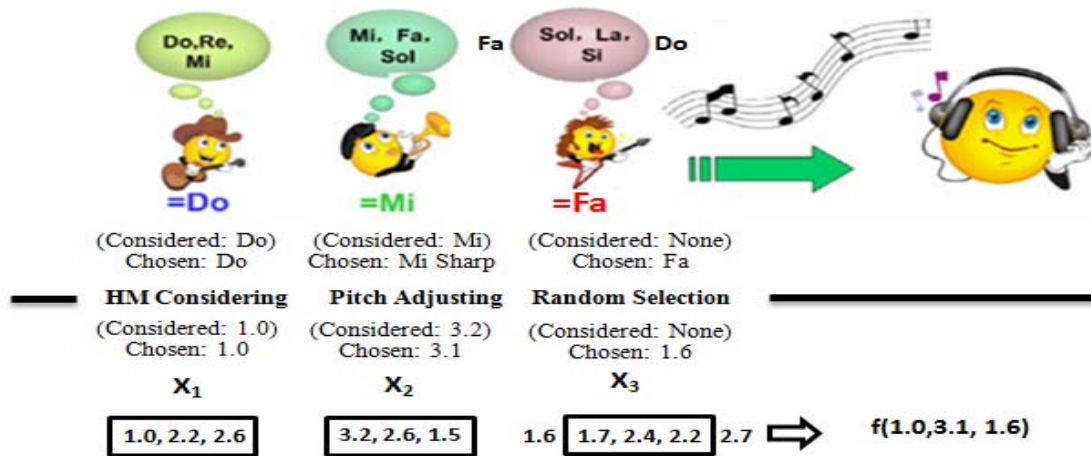 Do,Re,
Mi
Mi, Fa,
Sol
Fa
Sol, La,
Si
Do
=Do
=Mi
=Fa
(Considered: Do)
Chosen: Do
(Considered: Mi)
Chosen: Mi Sharp
(Considered: None)
Chosen: Fa
HM Considering
Pitch Adjusting
Random Selection
(Considered: 1.0)
Chosen: 1.0
(Considered: 3.2)
Chosen: 3.1
(Considered: None)
Chosen: 1.6
X1
X2
X3
1.0, 2.2, 2.6
3.2, 2.6, 1.5
1.6 1.7, 2.4, 2.2 2.7
f(1.0,3.1, 1.6)